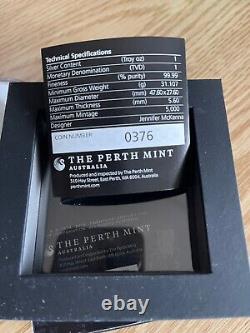 Technical Specifications
Silver Content (Troy oz) 1
Monetary Denomination (TVD) 1
Fineness (% purity) 99.99
Minimum Gross Weight (g) 31.107
Maximum Diameter (mm) 47.60x27.60
Maximum Thickness (mm) 5.60
Maximum Mintage 5,000
Designer Jennifer McKenna
COIN NUMBER 0376
THE PERTH MINT
AUSTRALIA
Produced and inspected by The Perth Mint
310 Hay Street, East Perth, WA 6004, Australia
perthmint.com
THE PERTH MINT
AUSTRALIA